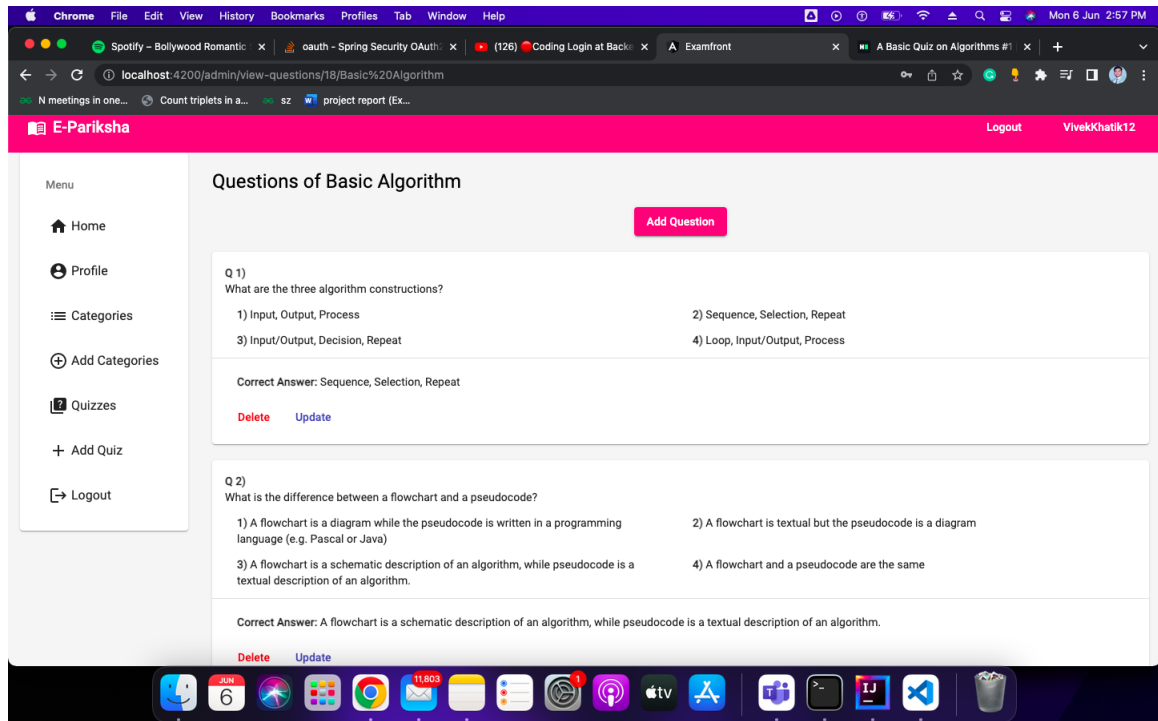 Chrome File Edit View History Bookmarks Profiles Tab Window Help Mon 6 Jun 2:57 PM
Spotify – Bollywood Romantic oauth - Spring Security OAuth2 (126) Coding Login at Backe Examfront A Basic Quiz on Algorithms #1
localhost:4200/admin/view-questions/18/Basic%20Algorithm
N meetings in one... Count triplets in a... sz project report (Ex...
E-Pariksha Logout VivekKhatik12
Menu
Home
Profile
Categories
Add Categories
Quizzes
Add Quiz
Logout
Questions of Basic Algorithm
Add Question
Q 1)
What are the three algorithm constructions?
1) Input, Output, Process 2) Sequence, Selection, Repeat
3) Input/Output, Decision, Repeat 4) Loop, Input/Output, Process
Correct Answer: Sequence, Selection, Repeat
Delete Update
Q 2)
What is the difference between a flowchart and a pseudocode?
1) A flowchart is a diagram while the pseudocode is written in a programming 2) A flowchart is textual but the pseudocode is a diagram
language (e.g. Pascal or Java)
3) A flowchart is a schematic description of an algorithm, while pseudocode is a 4) A flowchart and a pseudocode are the same
textual description of an algorithm.
Correct Answer: A flowchart is a schematic description of an algorithm, while pseudocode is a textual description of an algorithm.
Delete Update
JUN
6
11,803
1
tv
IJ